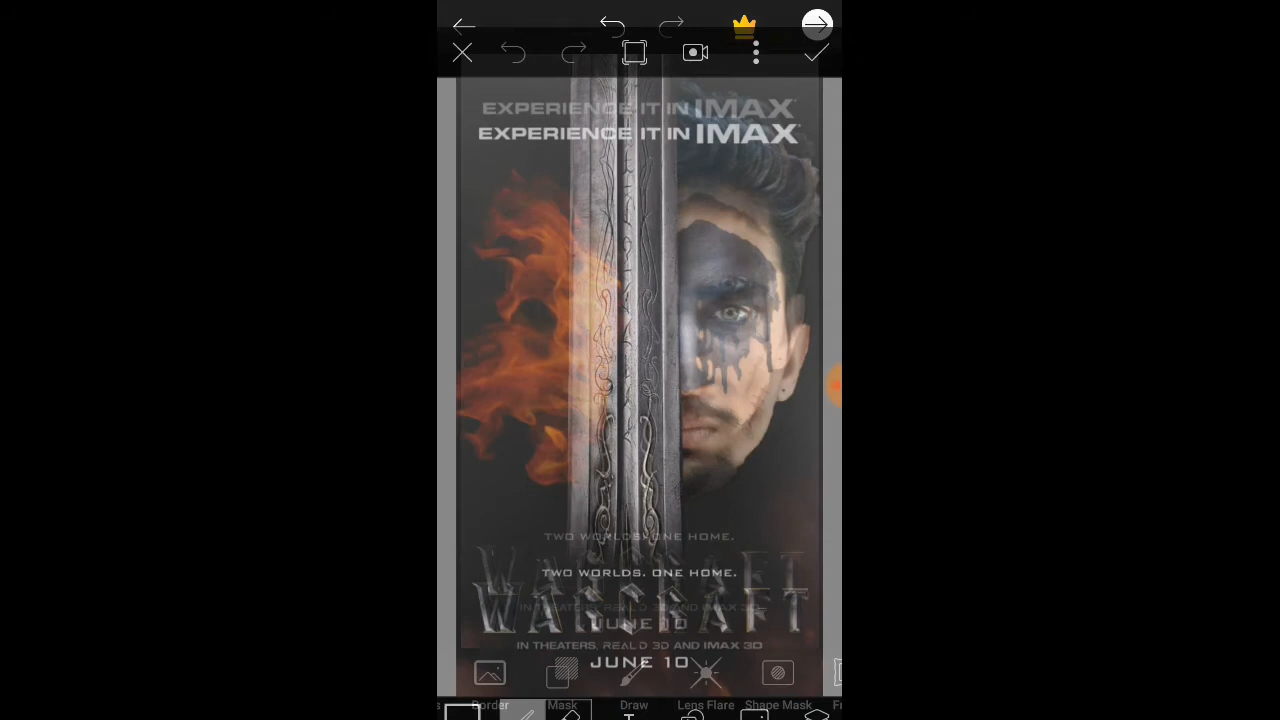 EXPERIENCE IT IN IMAX
EXPERIENCE IT IN IMAX
TWO WORLDS. ONE HOME.
WARCRAFT
TWO WORLDS. ONE HOME.
WARCRAFT
IN THEATERS, REAL D 3D AND IMAX 3D
JUNE 10
IN THEATERS, REAL D 3D AND IMAX 3D
JUNE 10
Border Mask Draw Lens Flare Shape Mask